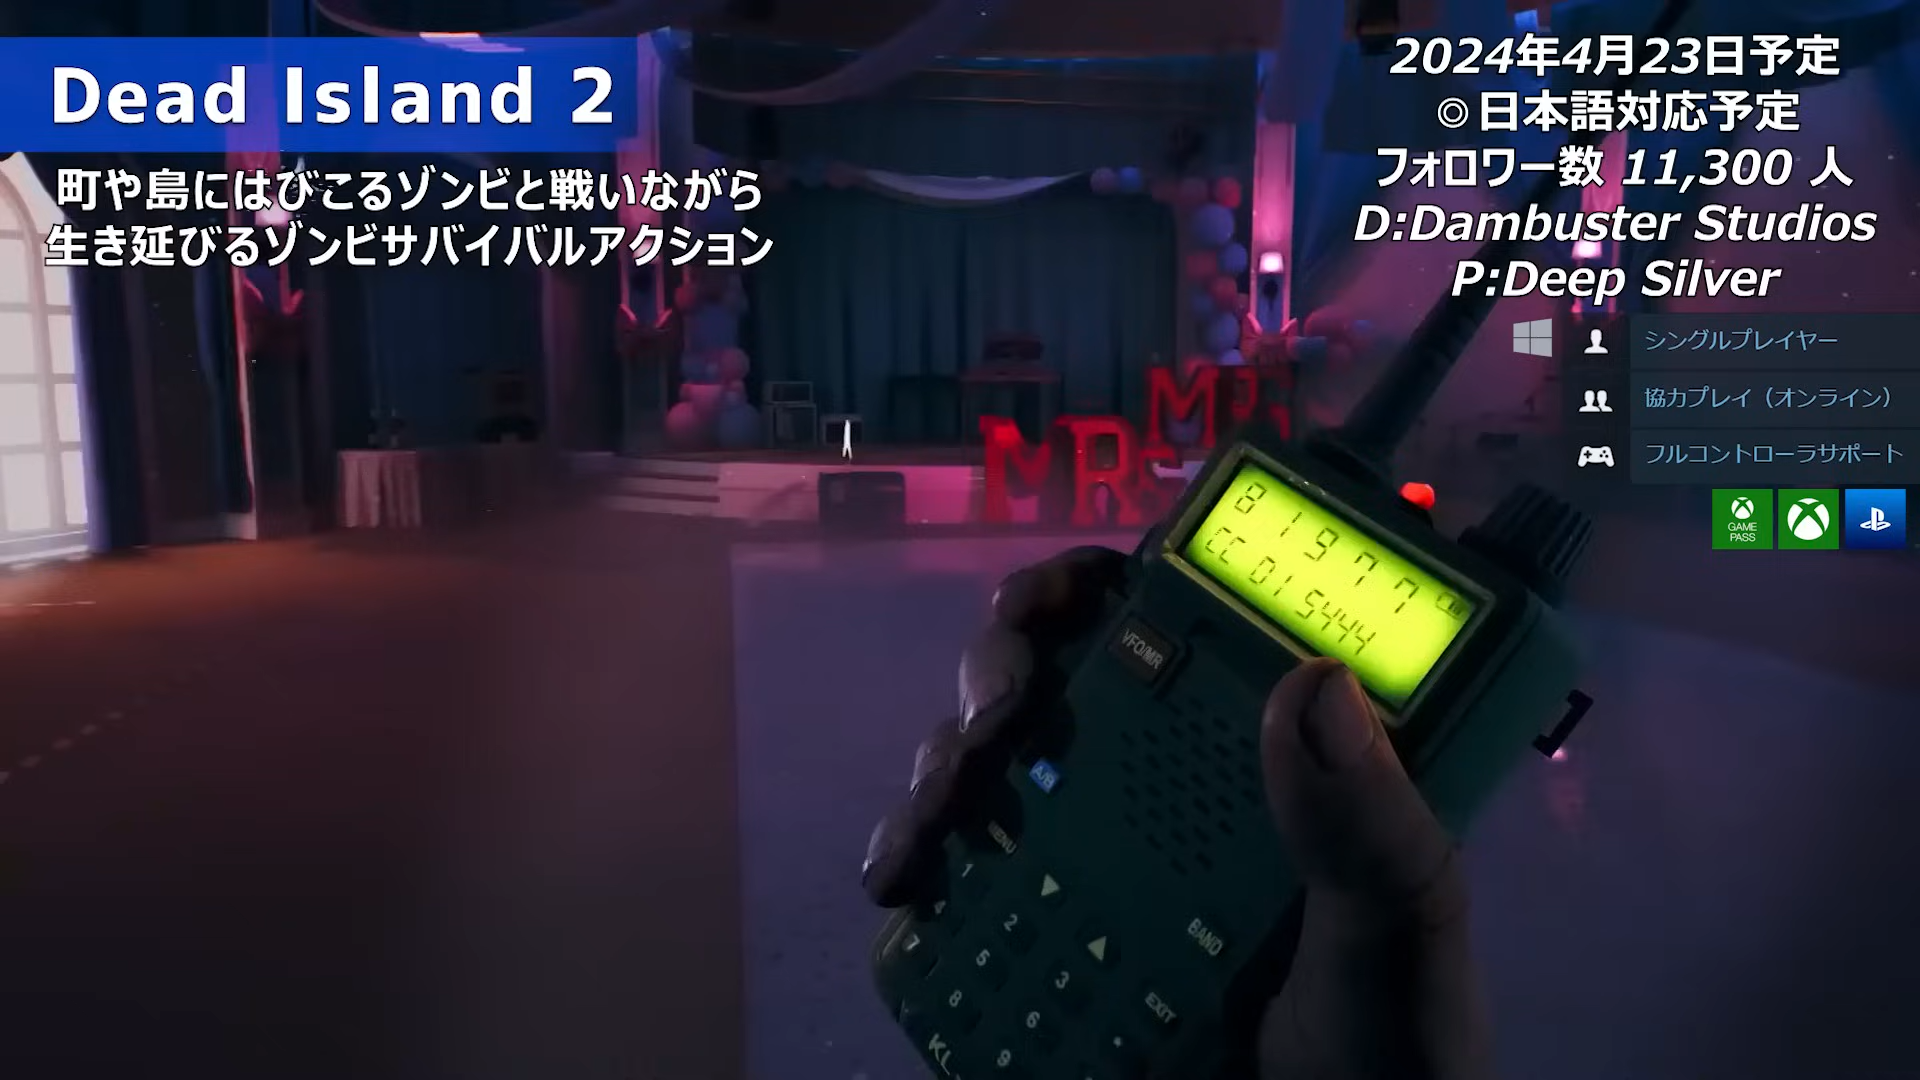 Dead Island 2
町や島にはびこるゾンビと戦いながら
生き延びるゾンビサバイバルアクション
2024年4月23日予定
◎日本語対応予定
フォロワー数 11,300 人
D:Dambuster Studios
P:Deep Silver
シングルプレイヤー
協力プレイ（オンライン）
フルコントローラサポート
GAME
PASS
MRS
8 1977
CC 015444
VFO/MR
A/B
MENU
BAND
EXIT
1
2
3
4
5
6
7
8
9